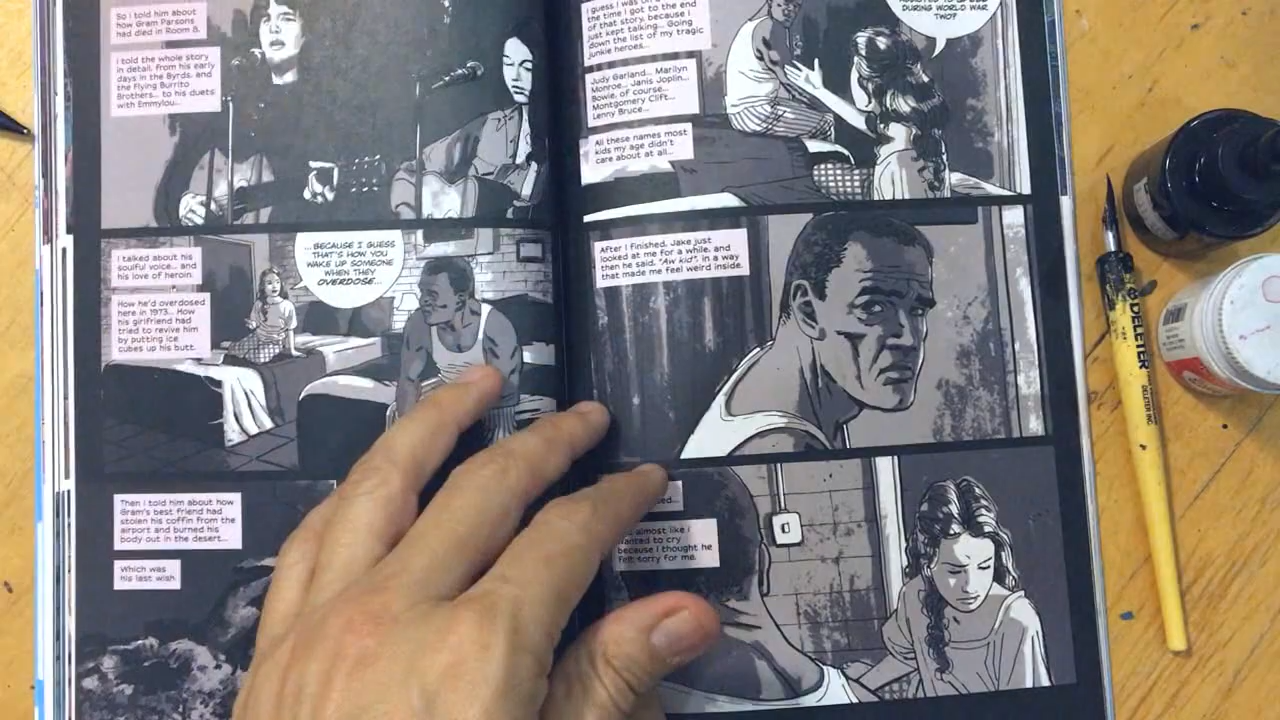 So I told him about
how Gram Parsons
had died in Room 8.
I told the whole story
in detail, from his early
days in the Byrds, and
the Flying Burrito
Brothers... to his duets
with Emmylou...
I talked about his
soulful voice... and
his love of heroin.
How he'd overdosed
here in 1973... How
his girlfriend had
tried to revive him
by putting ice
cubes up his butt.
...BECAUSE I GUESS
THAT'S HOW YOU
WAKE UP SOMEONE
WHEN THEY
OVERDOSE...
Then I told him about how
Gram's best friend had
stolen his coffin from the
airport and burned his
body out in the desert...
Which was
his last wish.
I guess I was on
the time I got to the end
of that story, because I
just kept talking... Going
down the list of my tragic
junkie heroes...
Judy Garland... Marilyn
Monroe... Janis Joplin...
Bowie, of course...
Montgomery Clift...
Lenny Bruce...
All these names most
kids my age didn't
care about at all...
DURING WORLD WAR
TWO?
After I finished, Jake just
looked at me for a while, and
then he said, "Aw kid", in a way
that made me feel weird inside.
almost like I
wanted to cry
because I thought he
felt sorry for me.
DELETER
DELETER INC